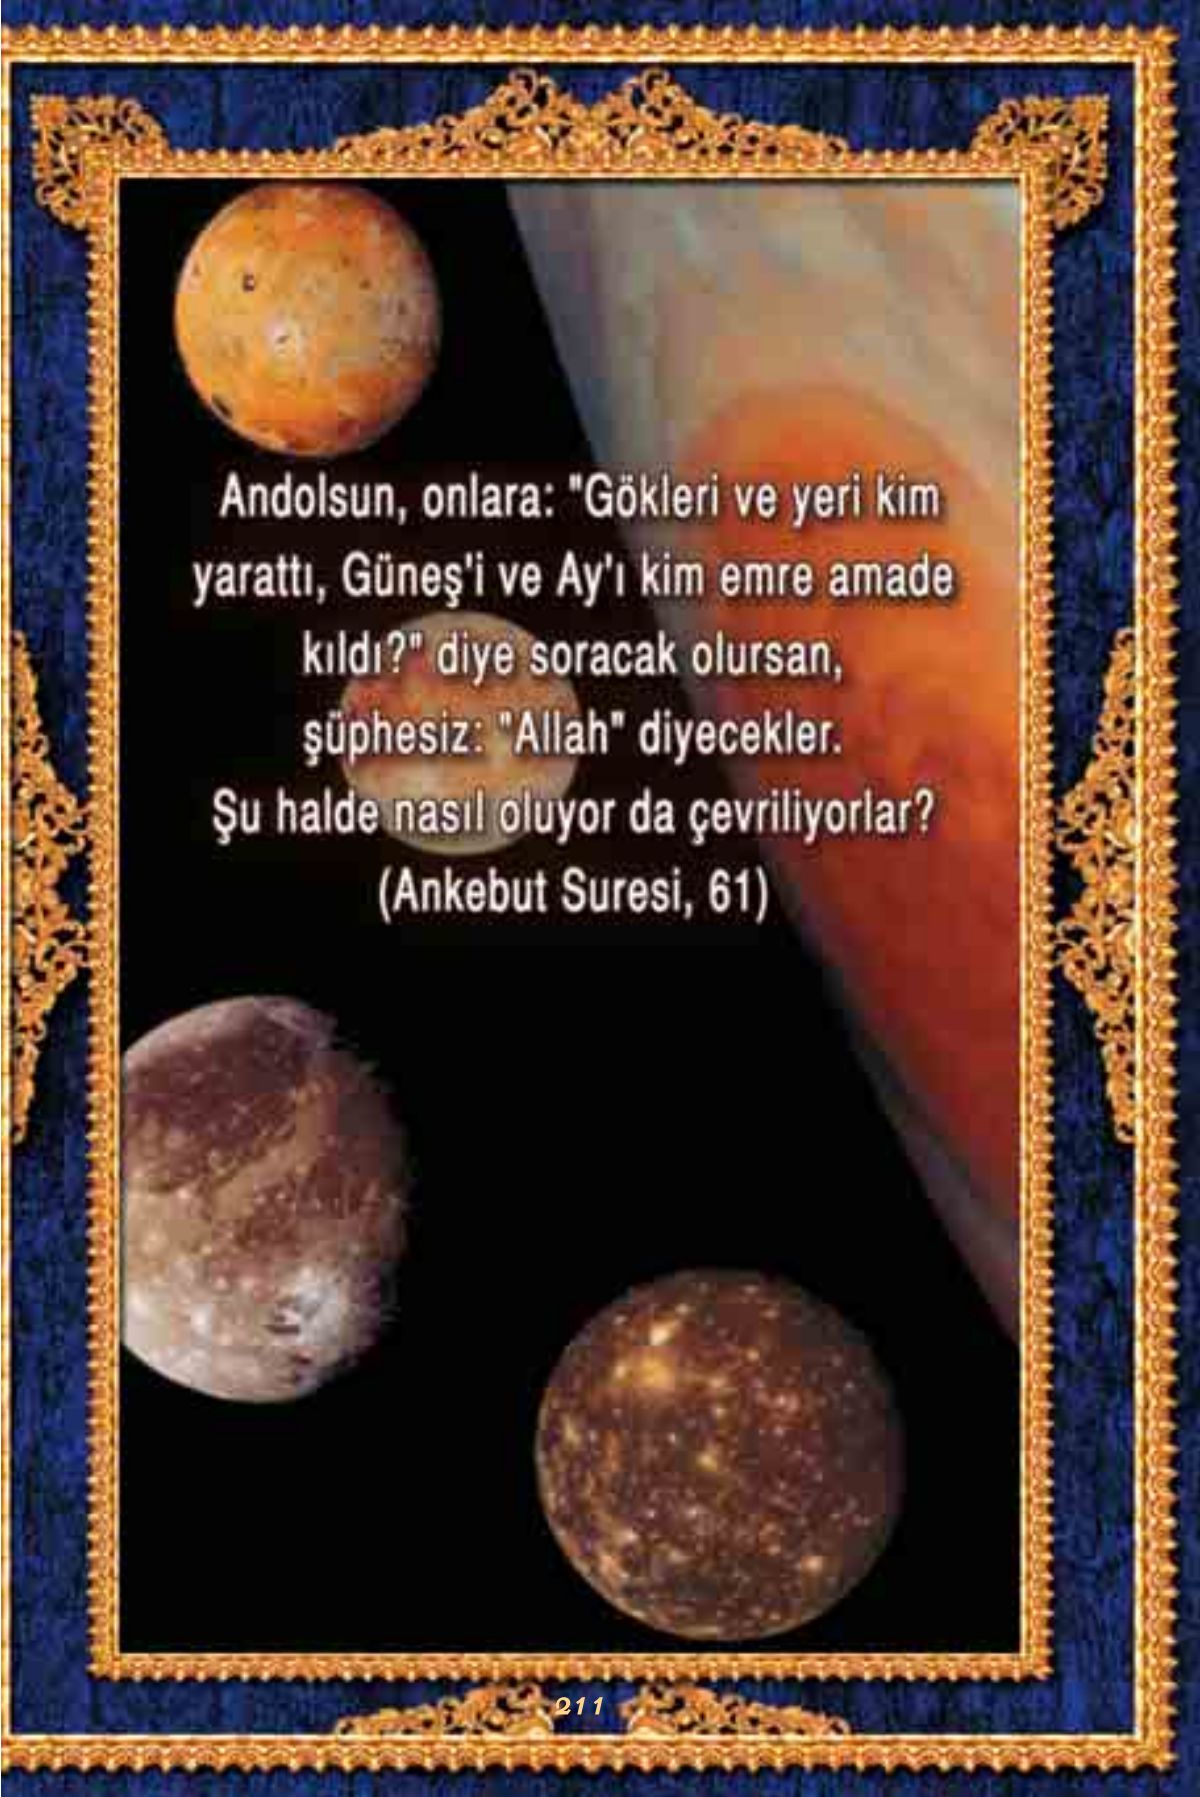 Andolsun, onlara: "Gökleri ve yeri kim
yarattı, Güneş'i ve Ay'ı kim emre amade
kıldı?" diye soracak olursan,
şüphesiz: "Allah" diyecekler.
Şu halde nasıl oluyor da çevriliyorlar?
(Ankebut Suresi, 61)
211